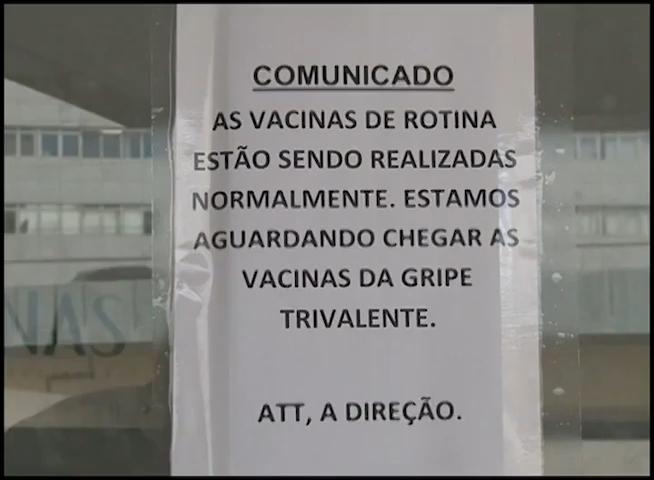 COMUNICADO
AS VACINAS DE ROTINA
ESTÃO SENDO REALIZADAS
NORMALMENTE. ESTAMOS
AGUARDANDO CHEGAR AS
VACINAS DA GRIPE
TRIVALENTE.
ATT, A DIREÇÃO.